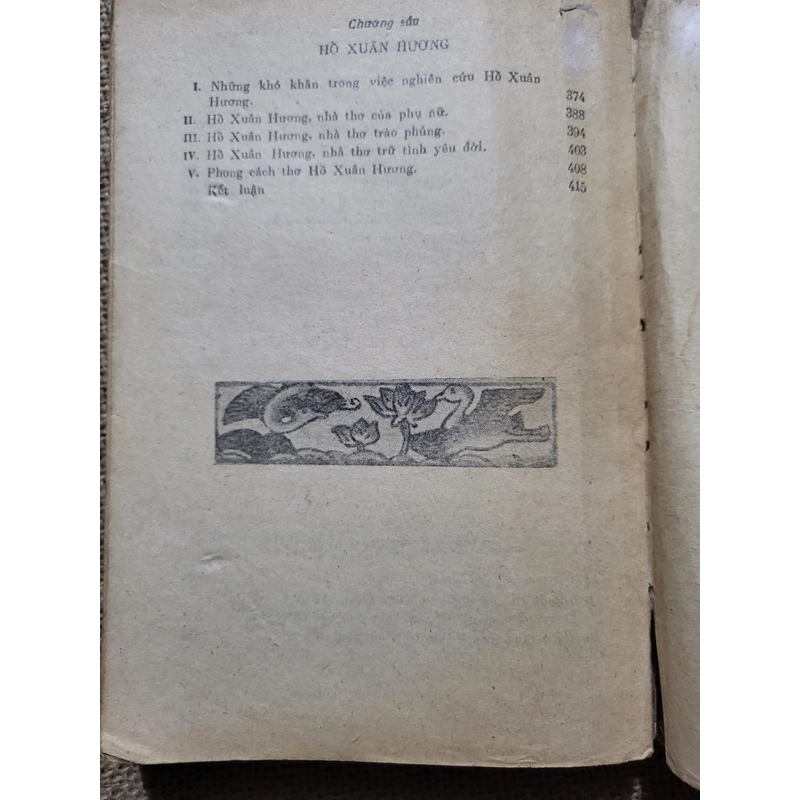 Chương sáu
HỒ XUÂN HƯƠNG
I. Những khó khăn trong việc nghiên cứu Hồ Xuân
Hương. 374
II. Hồ Xuân Hương, nhà thơ của phụ nữ. 388
III. Hồ Xuân Hương, nhà thơ trào phúng. 394
IV. Hồ Xuân Hương, nhà thơ trữ tình yêu đời. 403
V. Phong cách thơ Hồ Xuân Hương. 408
Kết luận 415